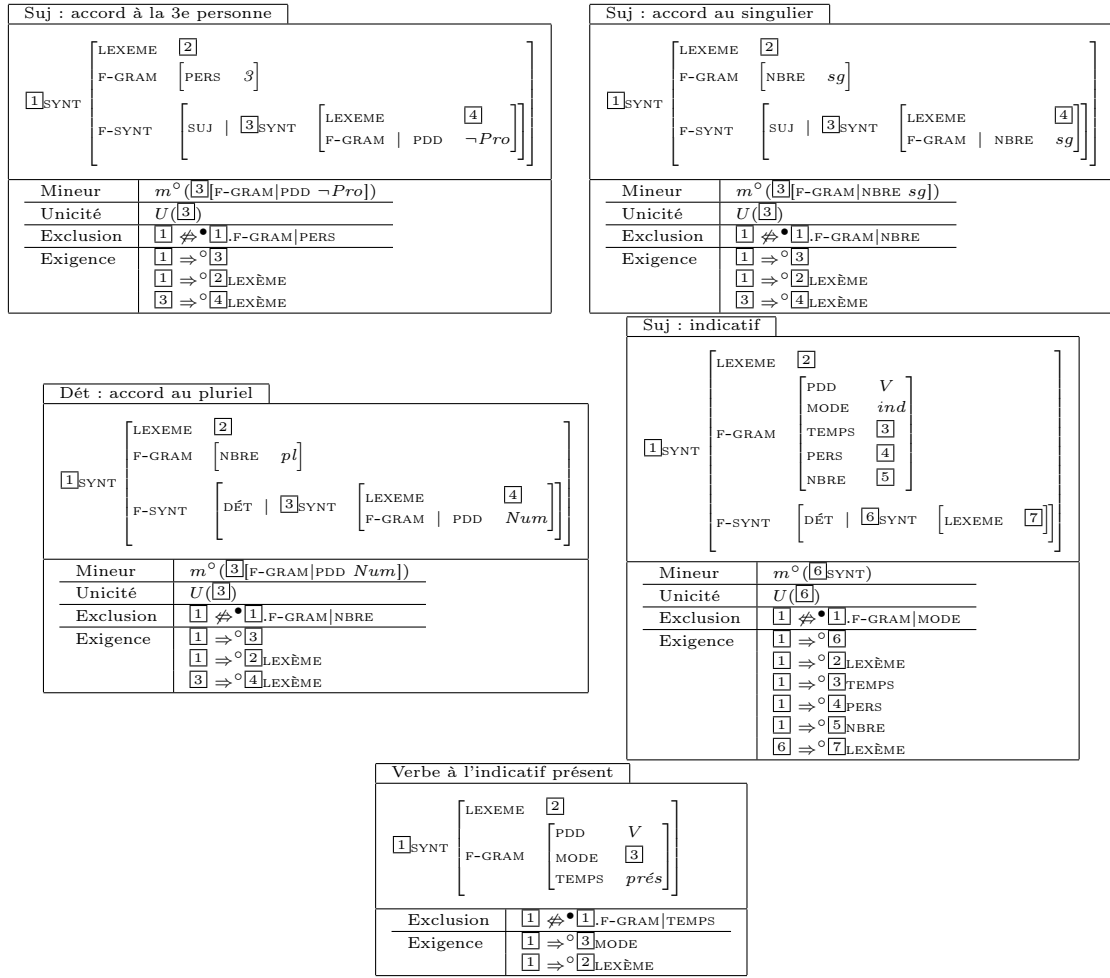 Suj : accord à la 3e personne
LEXEME 2
F-GRAM [PERS 3]
1 SYNT
F-SYNT [SUJ | 3 SYNT [LEXEME 4
F-GRAM | PDD ¬Pro]]
Mineur m°(3[F-GRAM|PDD ¬Pro])
Unicité U(3)
Exclusion 1 ⇎• 1.F-GRAM|PERS
Exigence 1 ⇒° 3
1 ⇒° 2 LEXÈME
3 ⇒° 4 LEXÈME
Suj : accord au singulier
LEXEME 2
F-GRAM [NBRE sg]
1 SYNT
F-SYNT [SUJ | 3 SYNT [LEXEME 4
F-GRAM | NBRE sg]]
Mineur m°(3[F-GRAM|NBRE sg])
Unicité U(3)
Exclusion 1 ⇎• 1.F-GRAM|NBRE
Exigence 1 ⇒° 3
1 ⇒° 2 LEXÈME
3 ⇒° 4 LEXÈME
Dét : accord au pluriel
LEXEME 2
F-GRAM [NBRE pl]
1 SYNT
F-SYNT [DÉT | 3 SYNT [LEXEME 4
F-GRAM | PDD Num]]
Mineur m°(3[F-GRAM|PDD Num])
Unicité U(3)
Exclusion 1 ⇎• 1.F-GRAM|NBRE
Exigence 1 ⇒° 3
1 ⇒° 2 LEXÈME
3 ⇒° 4 LEXÈME
Suj : indicatif
LEXEME 2
PDD V
MODE ind
F-GRAM TEMPS 3
1 SYNT
PERS 4
NBRE 5
F-SYNT [DÉT | 6 SYNT [LEXEME 7]]
Mineur m°(6 SYNT)
Unicité U(6)
Exclusion 1 ⇎• 1.F-GRAM|MODE
Exigence 1 ⇒° 6
1 ⇒° 2 LEXÈME
1 ⇒° 3 TEMPS
1 ⇒° 4 PERS
1 ⇒° 5 NBRE
6 ⇒° 7 LEXÈME
Verbe à l'indicatif présent
LEXEME 2
PDD V
1 SYNT F-GRAM MODE 3
TEMPS prés
Exclusion 1 ⇎• 1.F-GRAM|TEMPS
Exigence 1 ⇒° 3 MODE
1 ⇒° 2 LEXÈME